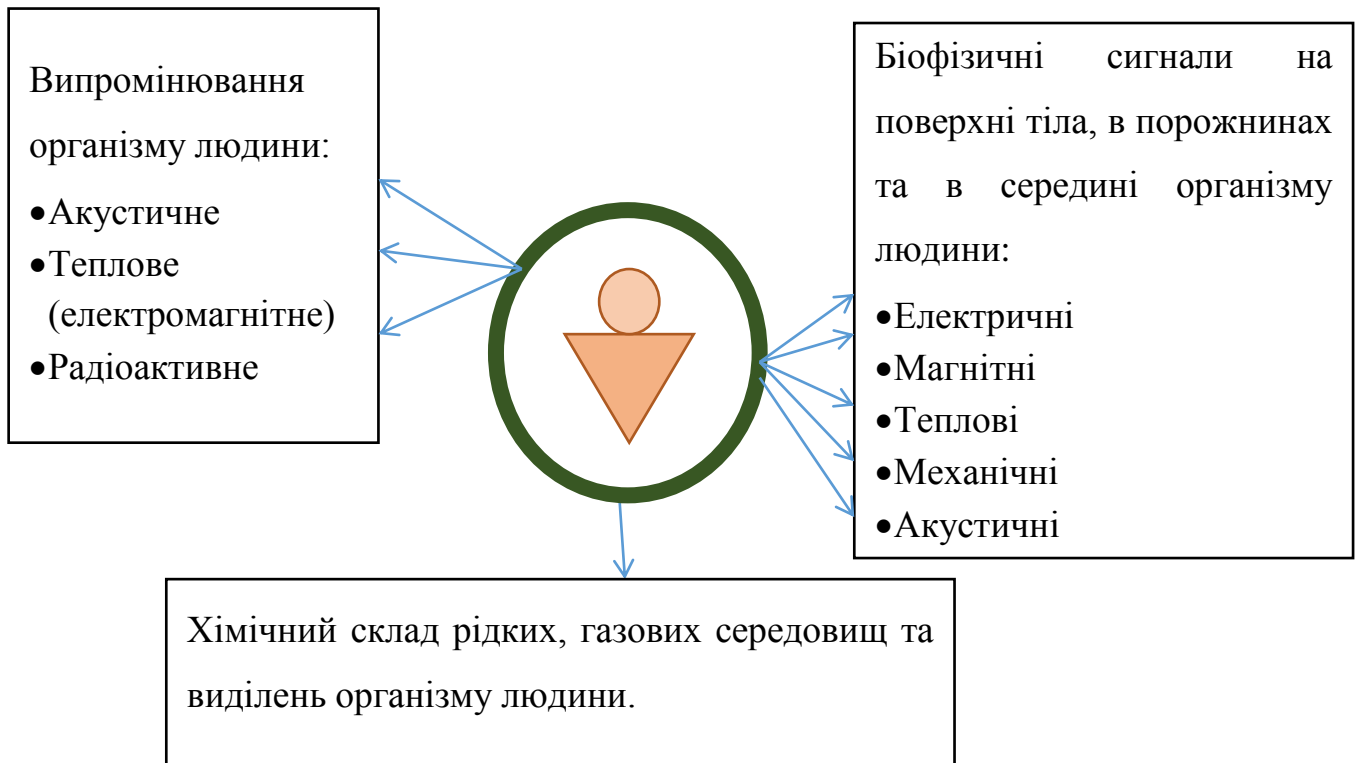 Випромінювання
організму людини:
•Акустичне
•Теплове
(електромагнітне)
•Радіоактивне
Біофізичні сигнали на
поверхні тіла, в порожнинах
та в середині організму
людини:
•Електричні
•Магнітні
•Теплові
•Механічні
•Акустичні
Хімічний склад рідких, газових середовищ та
виділень організму людини.